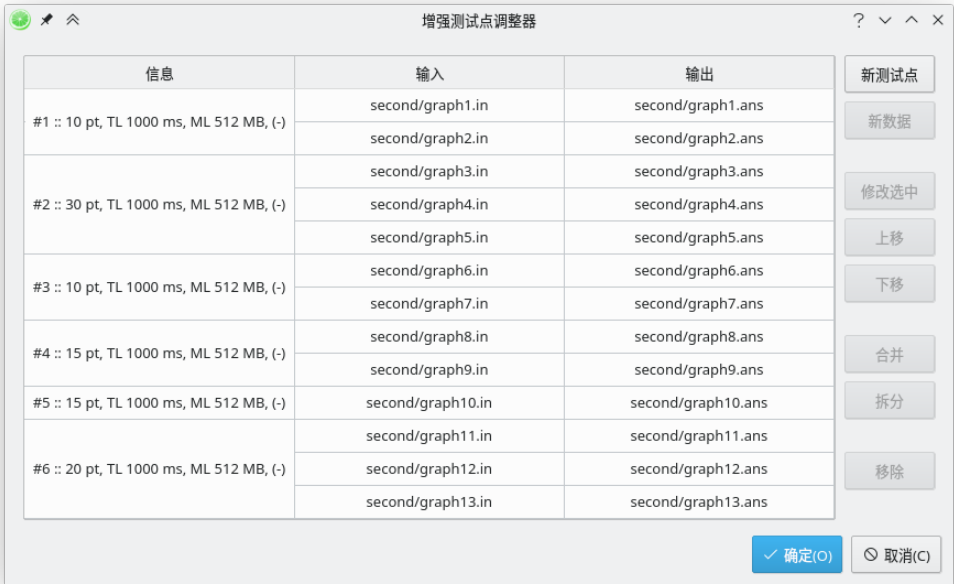 增强测试点调整器
信息 输入 输出
#1 :: 10 pt, TL 1000 ms, ML 512 MB, (-)
second/graph1.in second/graph1.ans
second/graph2.in second/graph2.ans
#2 :: 30 pt, TL 1000 ms, ML 512 MB, (-)
second/graph3.in second/graph3.ans
second/graph4.in second/graph4.ans
second/graph5.in second/graph5.ans
#3 :: 10 pt, TL 1000 ms, ML 512 MB, (-)
second/graph6.in second/graph6.ans
second/graph7.in second/graph7.ans
#4 :: 15 pt, TL 1000 ms, ML 512 MB, (-)
second/graph8.in second/graph8.ans
second/graph9.in second/graph9.ans
#5 :: 15 pt, TL 1000 ms, ML 512 MB, (-)
second/graph10.in second/graph10.ans
#6 :: 20 pt, TL 1000 ms, ML 512 MB, (-)
second/graph11.in second/graph11.ans
second/graph12.in second/graph12.ans
second/graph13.in second/graph13.ans
新测试点
新数据
修改选中
上移
下移
合并
拆分
移除
确定(O) 取消(C)